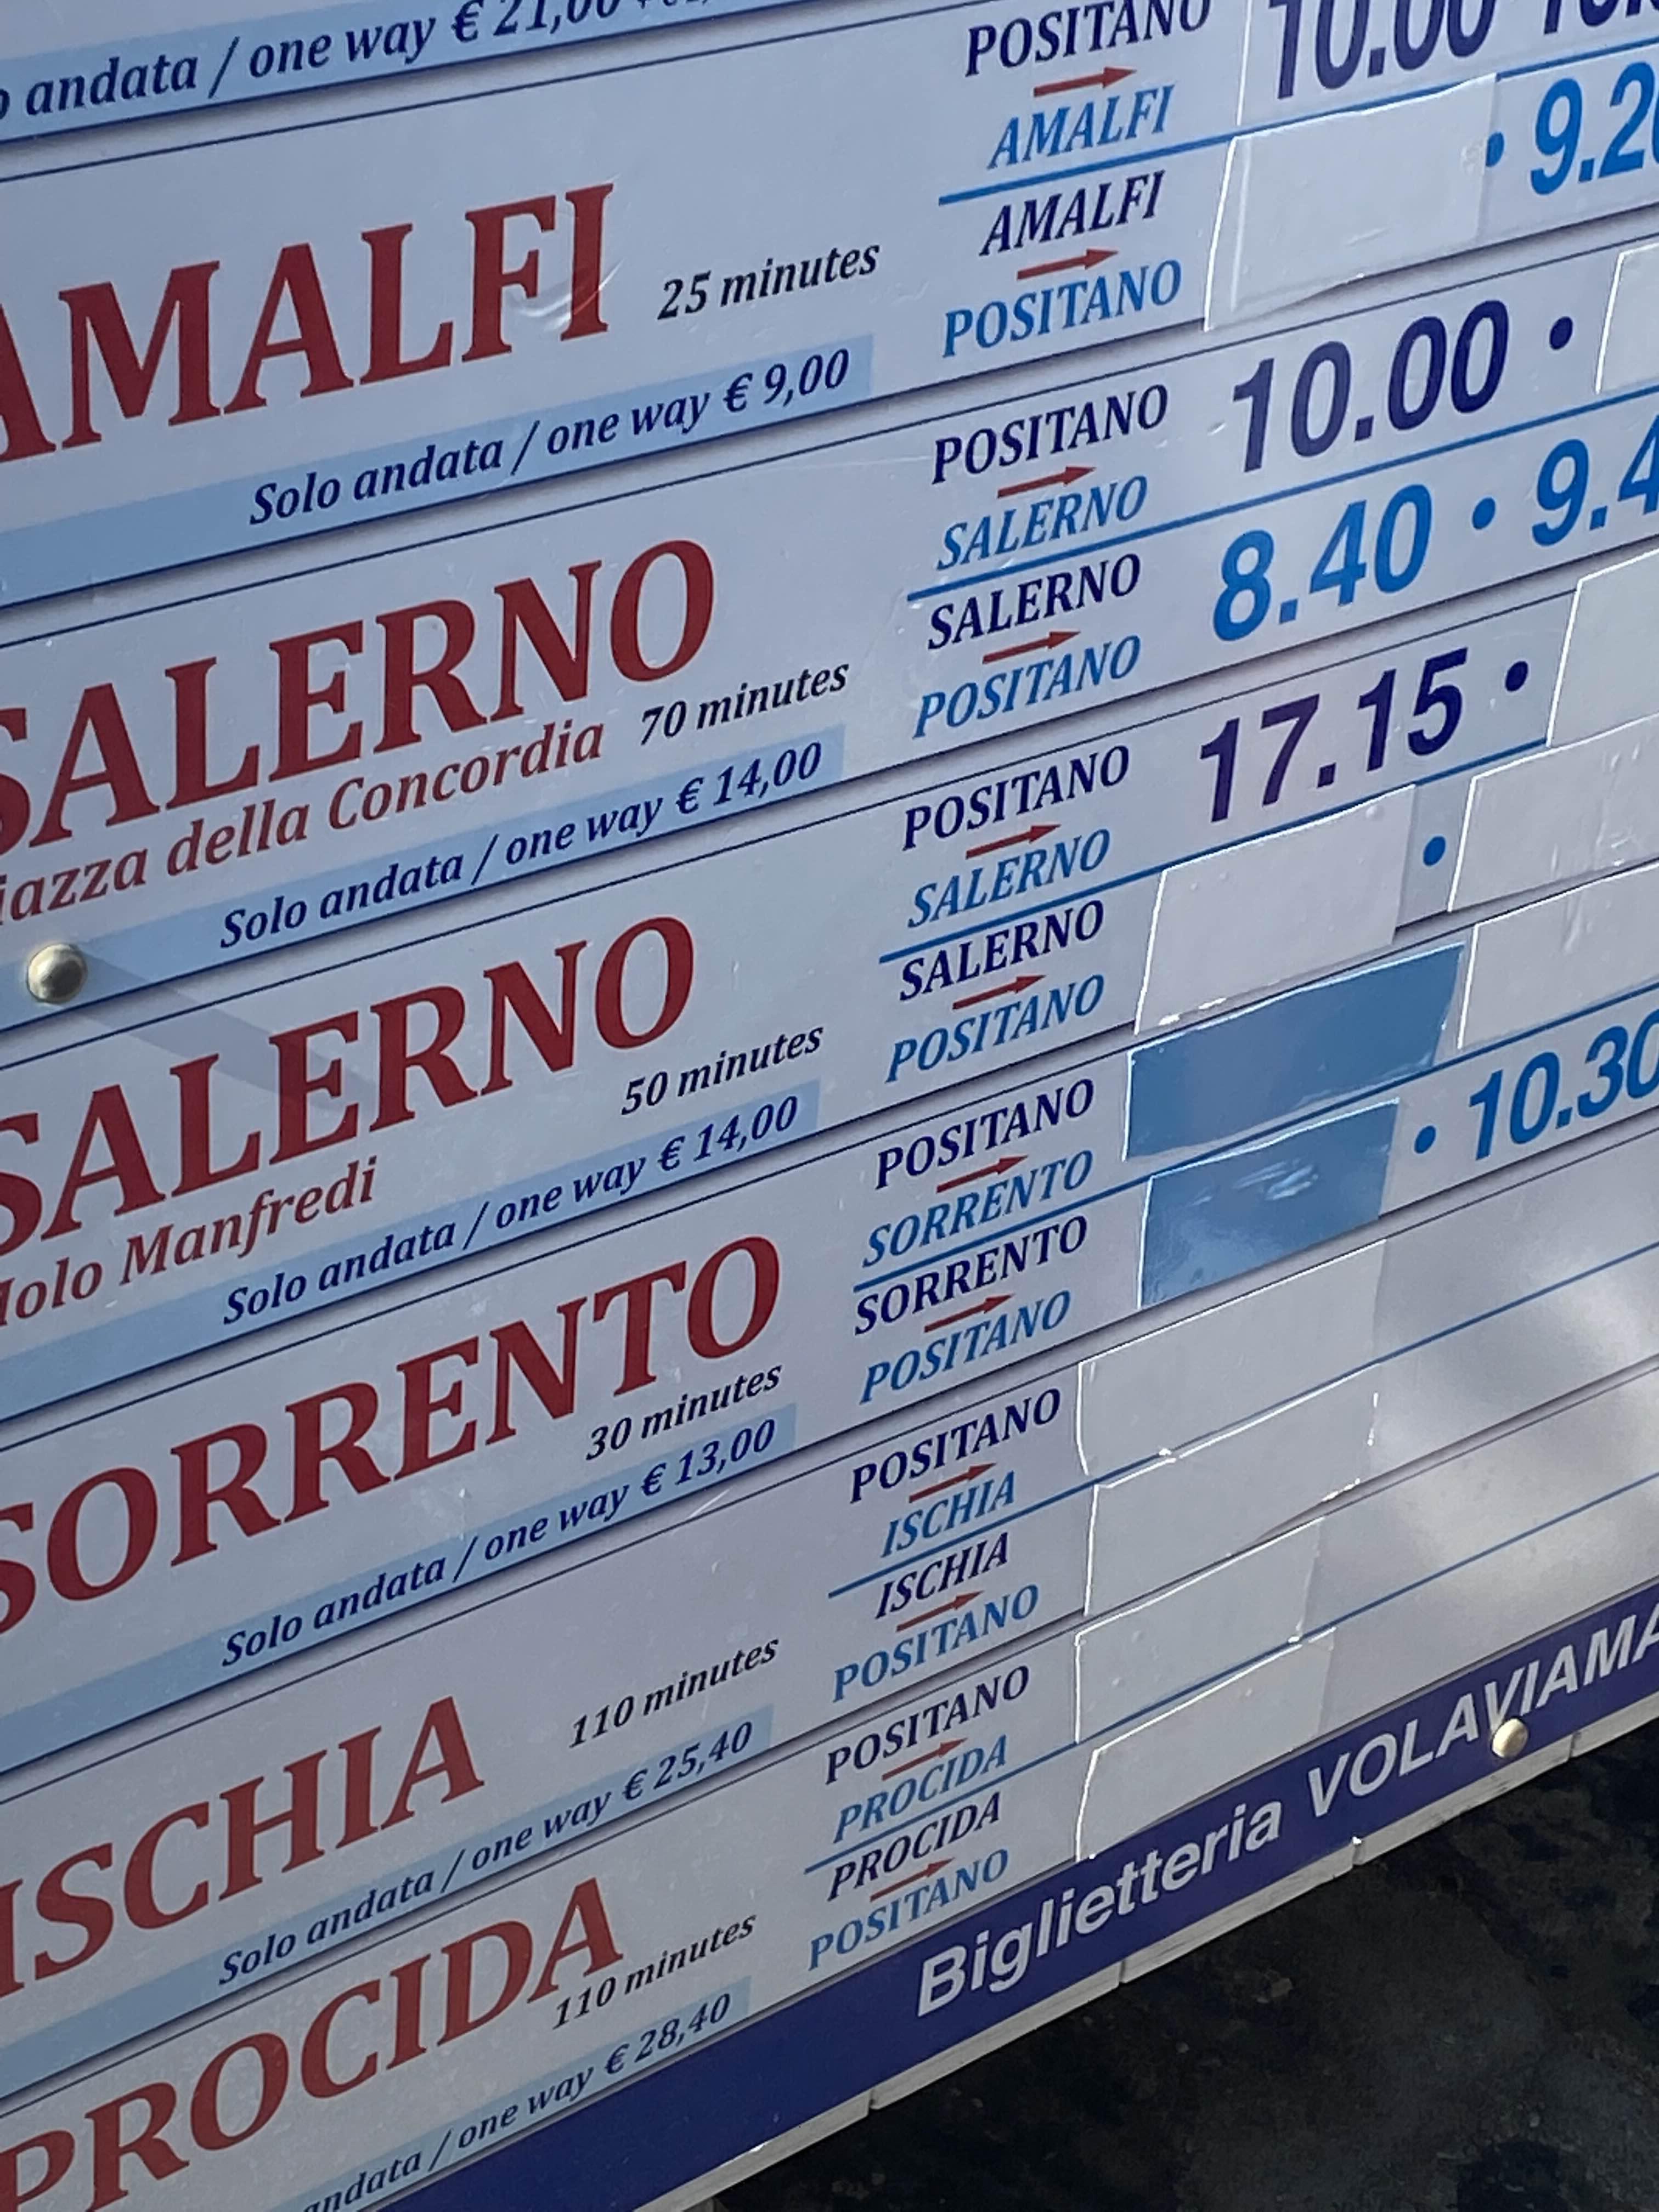 andata / one way € 21,00
POSITANO
10.00
AMALFI
AMALFI
25 minutes
Solo andata / one way € 9,00
AMALFI
POSITANO
• 9.20
SALERNO
Piazza della Concordia
70 minutes
Solo andata / one way € 14,00
POSITANO
SALERNO
10.00 •
SALERNO
POSITANO
8.40 • 9.4
SALERNO
Molo Manfredi
50 minutes
Solo andata / one way € 14,00
POSITANO
SALERNO
17.15 •
SALERNO
POSITANO
•
SORRENTO
30 minutes
Solo andata / one way € 13,00
POSITANO
SORRENTO
SORRENTO
POSITANO
• 10.30
ISCHIA
110 minutes
Solo andata / one way € 25,40
POSITANO
ISCHIA
ISCHIA
POSITANO
PROCIDA
110 minutes
andata / one way € 28,40
POSITANO
PROCIDA
PROCIDA
POSITANO
Biglietteria VOLAVIAMA